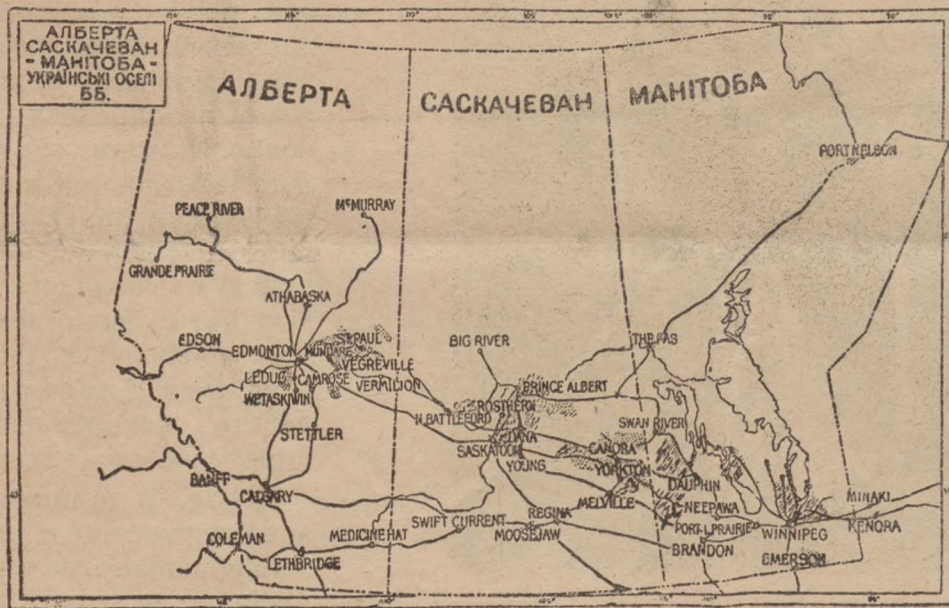 АЛБЕРТА
САСКАЧЕВАН
- МАНІТОБА -
УКРАЇНСЬКІ ОСЕЛІ
ББ.
АЛБЕРТА
САСКАЧЕВАН
МАНІТОБА
PORT NELSON
PEACE RIVER
McMURRAY
GRANDE PRAIRIE
ATHABASKA
EDSON
EDMONTON
MUNDARE
ST PAUL
BIG RIVER
THE PAS
VEGREVILLE
LEDUC
CAMROSE
VERMILION
PRINCE ALBERT
WETASKIWIN
ROSTHERN
N. BATTLEFORD
SWAN RIVER
STETTLER
DANA
SASKATOON
CANORA
YOUNG
YORKTON
BANFF
CALGARY
DAUPHIN
MELVILLE
NEEPAWA
MINAKI
REGINA
SWIFT CURRENT
MOOSEJAW
PORT L. PRAIRIE
WINNIPEG
KENORA
COLEMAN
MEDICINE HAT
BRANDON
LETHBRIDGE
EMERSON